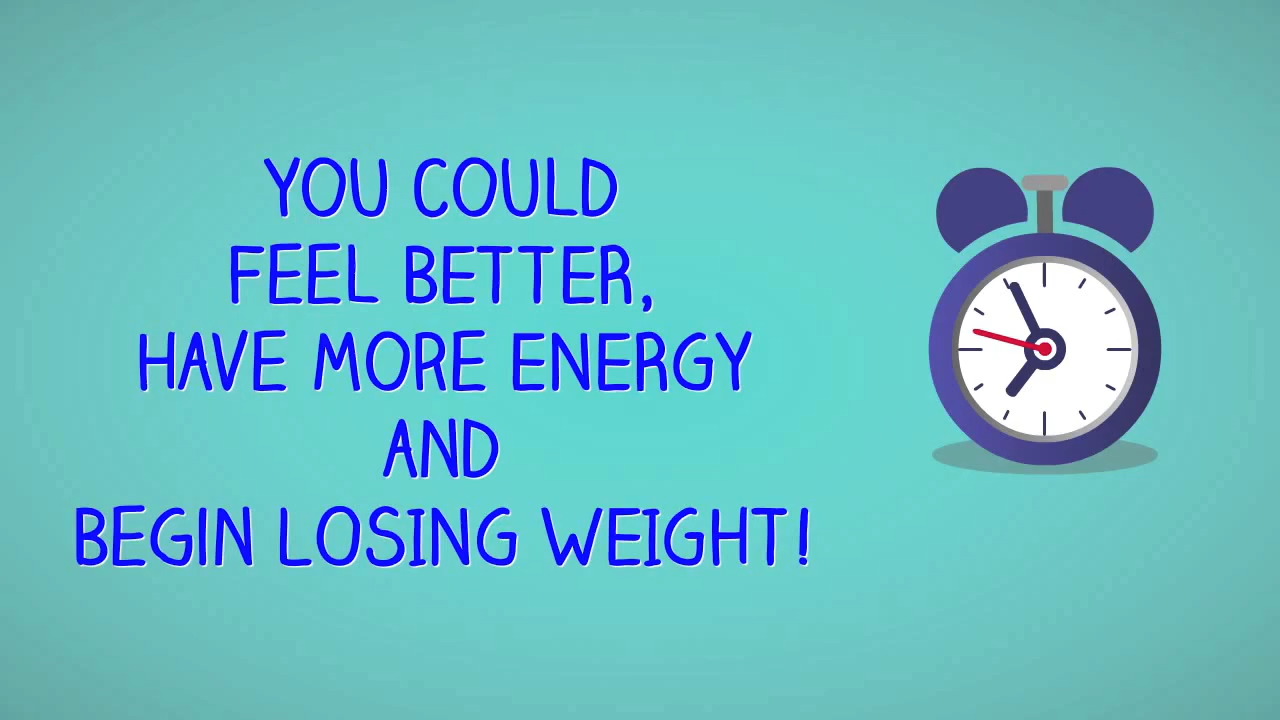 YOU COULD
FEEL BETTER,
HAVE MORE ENERGY
AND
BEGIN LOSING WEIGHT!